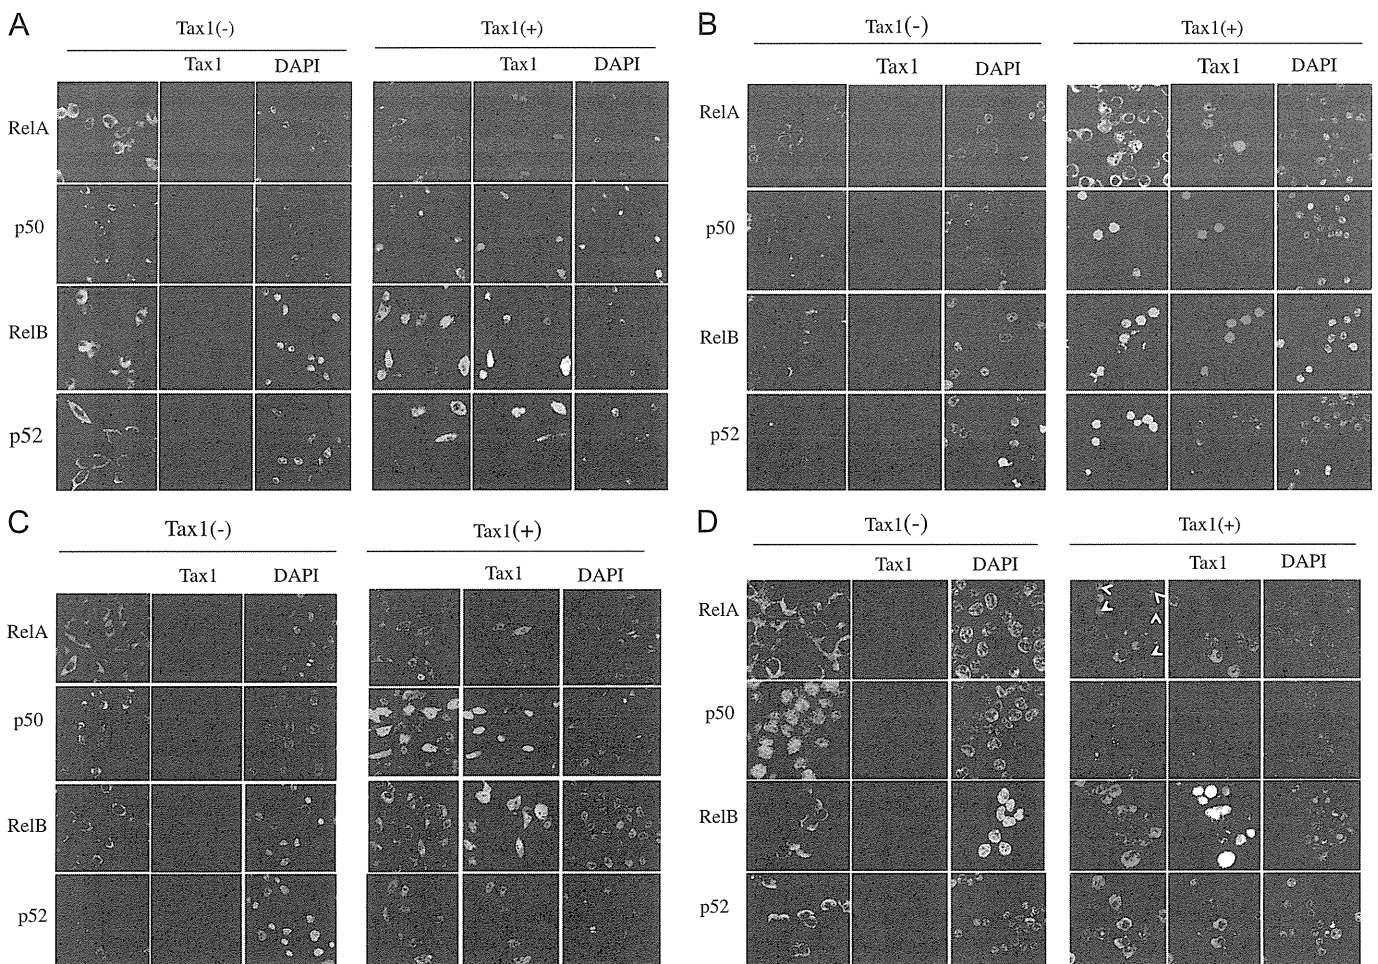 A
Tax1(-)
Tax1(+)
Tax1
DAPI
Tax1
DAPI
RelA
p50
RelB
p52
B
Tax1(-)
Tax1(+)
Tax1
DAPI
Tax1
DAPI
RelA
p50
RelB
p52
C
Tax1(-)
Tax1(+)
Tax1
DAPI
Tax1
DAPI
RelA
p50
RelB
p52
D
Tax1(-)
Tax1(+)
Tax1
DAPI
Tax1
DAPI
RelA
p50
RelB
p52